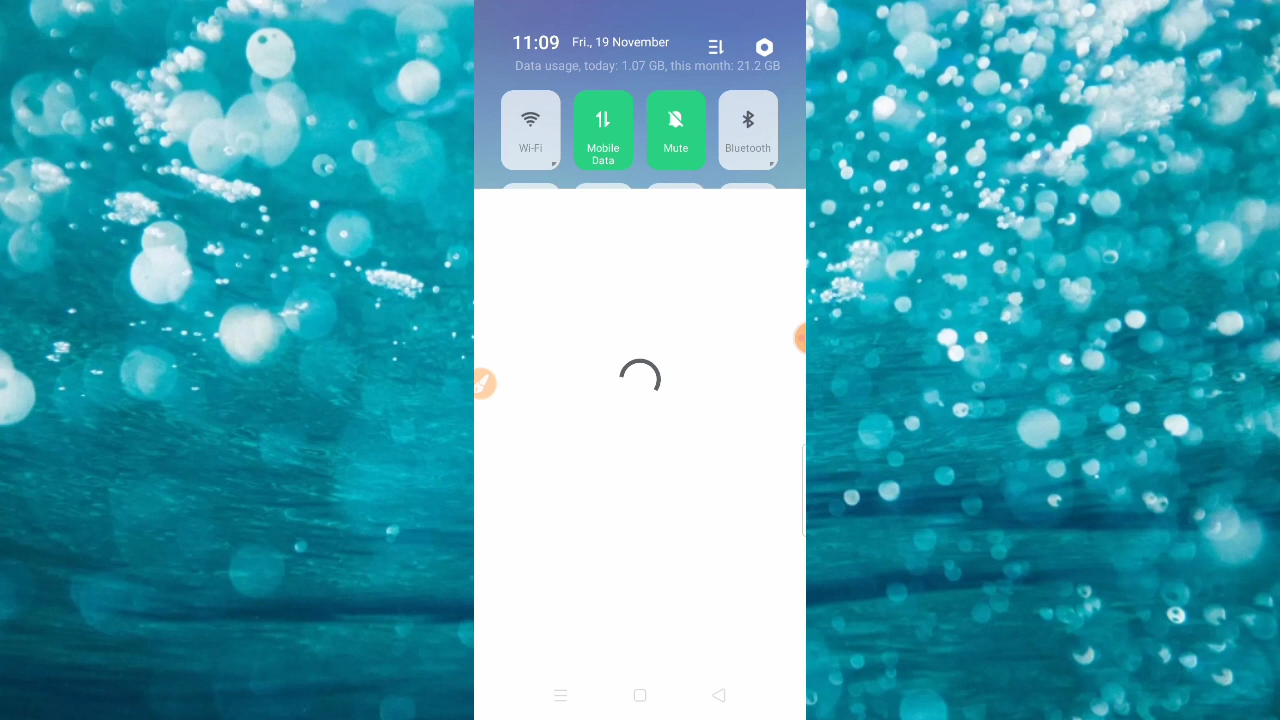 11:09 Fri., 19 November
Data usage, today: 1.07 GB, this month: 21.2 GB
Wi-Fi
Mobile Data
Mute
Bluetooth